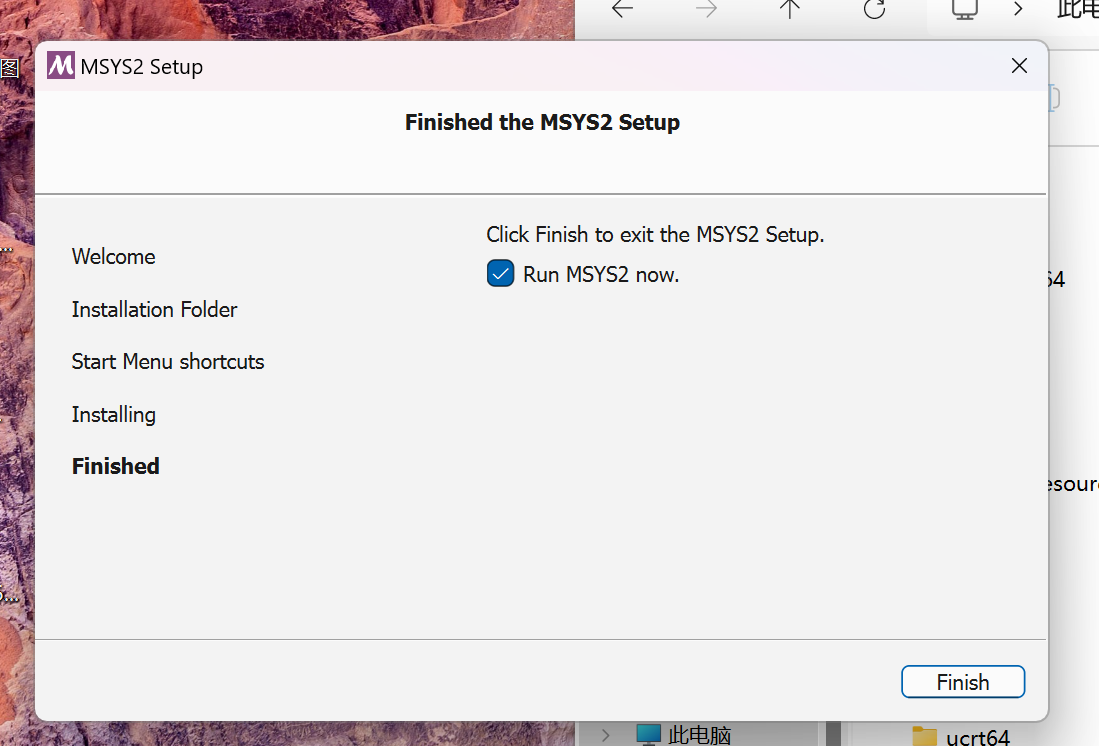 此电
图
MSYS2 Setup
Finished the MSYS2 Setup
Click Finish to exit the MSYS2 Setup.
Welcome
Run MSYS2 now.
64
Installation Folder
Start Menu shortcuts
Installing
Finished
esour
Finish
此电脑
ucrt64